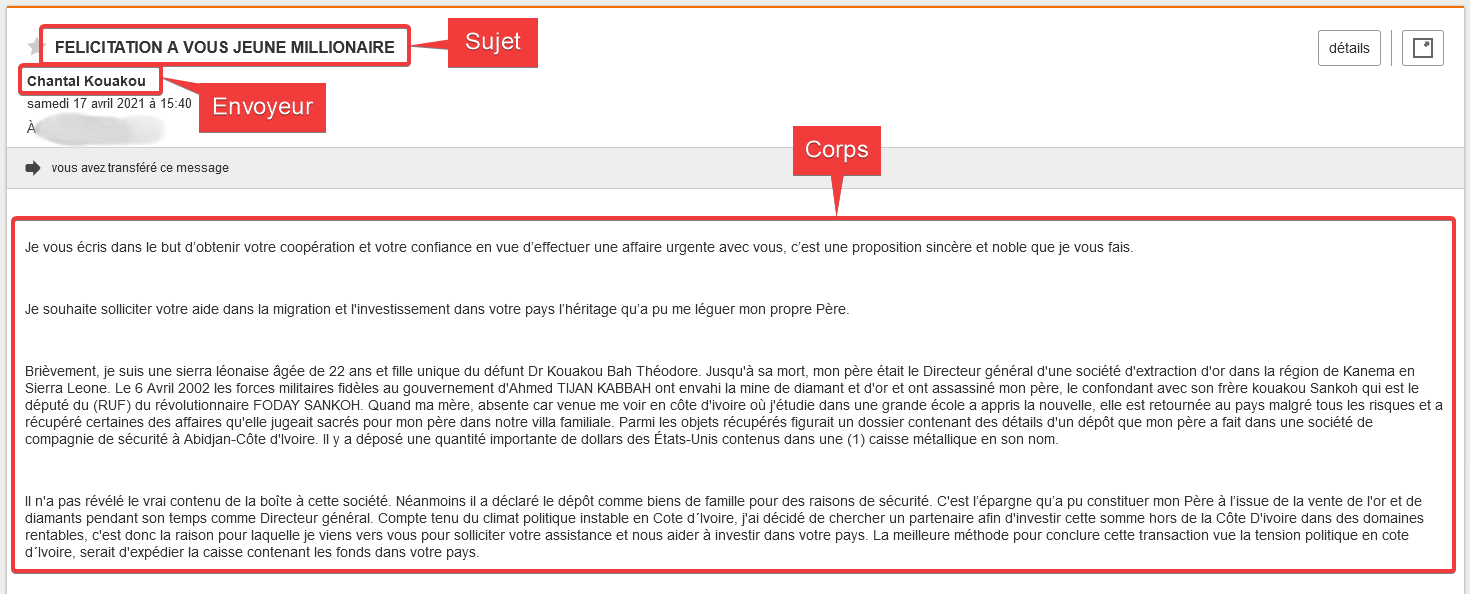 FELICITATION A VOUS JEUNE MILLIONAIRE
Sujet
détails
Chantal Kouakou
samedi 17 avril 2021 à 15:40
Envoyeur
À
Corps
vous avez transféré ce message
Je vous écris dans le but d’obtenir votre coopération et votre confiance en vue d’effectuer une affaire urgente avec vous, c’est une proposition sincère et noble que je vous fais.
Je souhaite solliciter votre aide dans la migration et l'investissement dans votre pays l’héritage qu’a pu me léguer mon propre Père.
Brièvement, je suis une sierra léonaise âgée de 22 ans et fille unique du défunt Dr Kouakou Bah Théodore. Jusqu'à sa mort, mon père était le Directeur général d'une société d'extraction d'or dans la région de Kanema en
Sierra Leone. Le 6 Avril 2002 les forces militaires fidèles au gouvernement d'Ahmed TIJAN KABBAH ont envahi la mine de diamant et d'or et ont assassiné mon père, le confondant avec son frère kouakou Sankoh qui est le
député du (RUF) du révolutionnaire FODAY SANKOH. Quand ma mère, absente car venue me voir en côte d'ivoire où j'étudie dans une grande école a appris la nouvelle, elle est retournée au pays malgré tous les risques et a
récupéré certaines des affaires qu'elle jugeait sacrés pour mon père dans notre villa familiale. Parmi les objets récupérés figurait un dossier contenant des détails d'un dépôt que mon père a fait dans une société de
compagnie de sécurité à Abidjan-Côte d'Ivoire. Il y a déposé une quantité importante de dollars des États-Unis contenus dans une (1) caisse métallique en son nom.
Il n'a pas révélé le vrai contenu de la boîte à cette société. Néanmoins il a déclaré le dépôt comme biens de famille pour des raisons de sécurité. C'est l’épargne qu’a pu constituer mon Père à l’issue de la vente de l'or et de
diamants pendant son temps comme Directeur général. Compte tenu du climat politique instable en Cote d´Ivoire, j'ai décidé de chercher un partenaire afin d'investir cette somme hors de la Côte D'ivoire dans des domaines
rentables, c'est donc la raison pour laquelle je viens vers vous pour solliciter votre assistance et nous aider à investir dans votre pays. La meilleure méthode pour conclure cette transaction vue la tension politique en cote
d´Ivoire, serait d'expédier la caisse contenant les fonds dans votre pays.